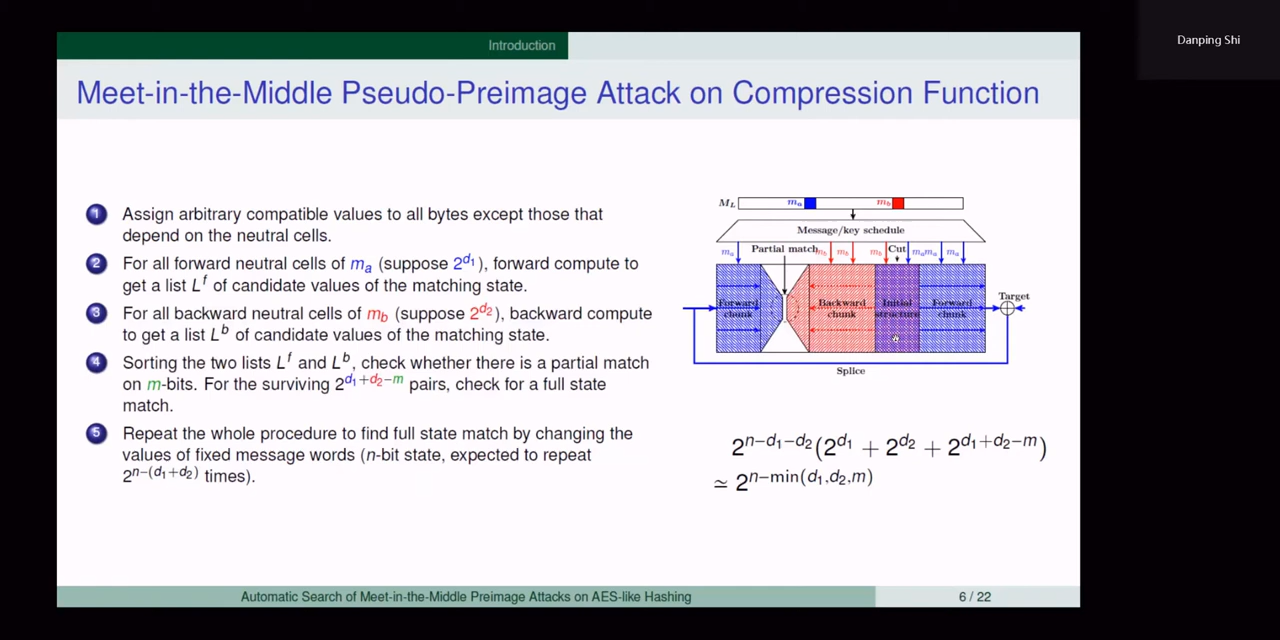 Introduction
Danping Shi
Meet-in-the-Middle Pseudo-Preimage Attack on Compression Function
1 Assign arbitrary compatible values to all bytes except those that
depend on the neutral cells.
2 For all forward neutral cells of m_a (suppose 2^{d_1}), forward compute to
get a list L^f of candidate values of the matching state.
3 For all backward neutral cells of m_b (suppose 2^{d_2}), backward compute
to get a list L^b of candidate values of the matching state.
4 Sorting the two lists L^f and L^b, check whether there is a partial match
on m-bits. For the surviving 2^{d_1+d_2−m} pairs, check for a full state
match.
5 Repeat the whole procedure to find full state match by changing the
values of fixed message words (n-bit state, expected to repeat
2^{n−(d_1+d_2)} times).
M_L m_a m_b
Message/key schedule
m_a Partial match m_b m_b m_b Cut m_a m_a m_a
Target
Forward chunk
Backward chunk
Initial structure
Forward chunk
Splice
2^{n−d_1−d_2}(2^{d_1} + 2^{d_2} + 2^{d_1+d_2−m})
≃ 2^{n−min(d_1,d_2,m)}
Automatic Search of Meet-in-the-Middle Preimage Attacks on AES-like Hashing
6 / 22